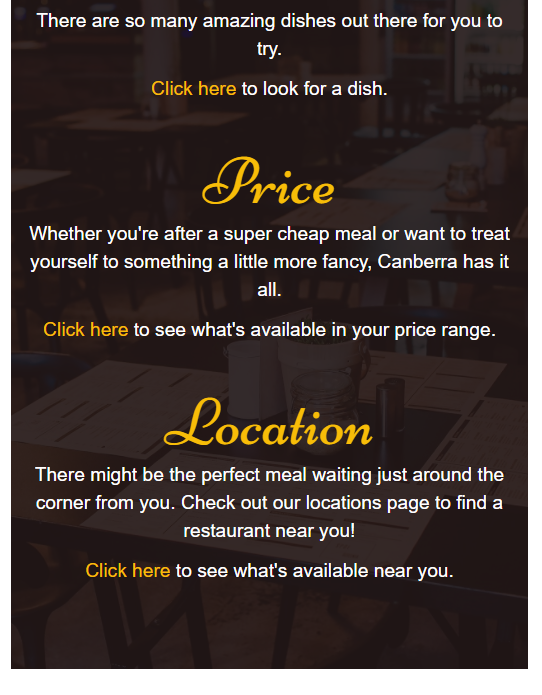 There are so many amazing dishes out there for you to
try.
Click here to look for a dish.
Price
Whether you're after a super cheap meal or want to treat
yourself to something a little more fancy, Canberra has it
all.
Click here to see what's available in your price range.
Location
There might be the perfect meal waiting just around the
corner from you. Check out our locations page to find a
restaurant near you!
Click here to see what's available near you.